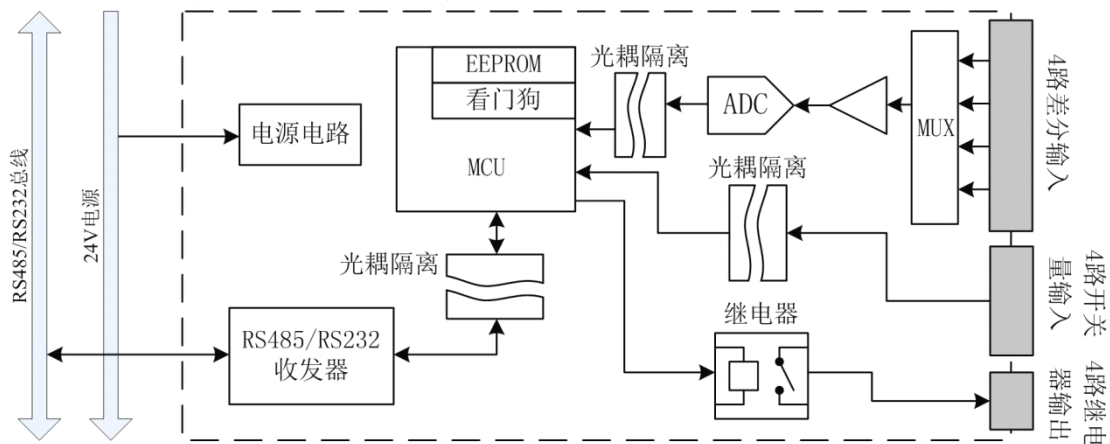 RS485/RS232总线
24V电源
电源电路
EEPROM
看门狗
MCU
光耦隔离
ADC
MUX
4路差分输入
光耦隔离
4路开关
量输入
光耦隔离
RS485/RS232
收发器
继电器
4路继电
器输出